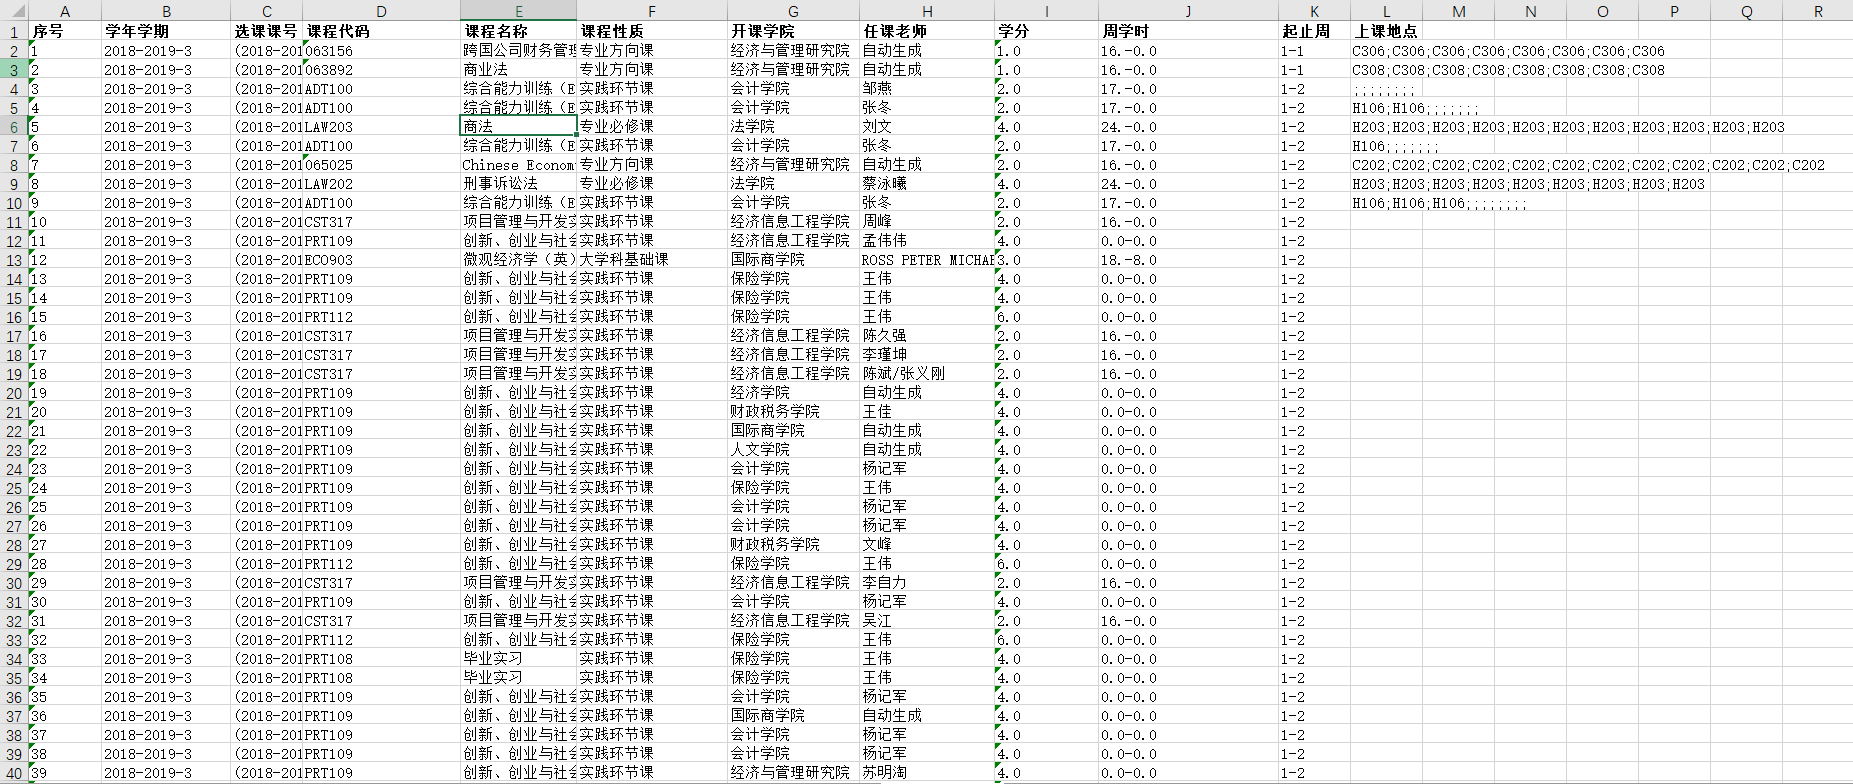 A B C D E F G H I J K L M N O P Q R
1 序号 学年学期 选课课号 课程代码 课程名称 课程性质 开课学院 任课老师 学分 周学时 起止周 上课地点
2 1 2018-2019-3 (2018-201 063156 跨国公司财务管理 专业方向课 经济与管理研究院 自动生成 1.0 16.-0.0 1-1 C306;C306;C306;C306;C306;C306;C306;C306
3 2 2018-2019-3 (2018-201 063892 商业法 专业方向课 经济与管理研究院 自动生成 1.0 16.-0.0 1-1 C308;C308;C308;C308;C308;C308;C308;C308
4 3 2018-2019-3 (2018-201 ADT100 综合能力训练（E 实践环节课 会计学院 邹燕 2.0 17.-0.0 1-2 ;;;;;;;;
5 4 2018-2019-3 (2018-201 ADT100 综合能力训练（E 实践环节课 会计学院 张冬 2.0 17.-0.0 1-2 H106;H106;;;;;;;
6 5 2018-2019-3 (2018-201 LAW203 商法 专业必修课 法学院 刘文 4.0 24.-0.0 1-2 H203;H203;H203;H203;H203;H203;H203;H203;H203;H203;H203
7 6 2018-2019-3 (2018-201 ADT100 综合能力训练（E 实践环节课 会计学院 张冬 2.0 17.-0.0 1-2 H106;;;;;;;
8 7 2018-2019-3 (2018-201 065025 Chinese Econom 专业方向课 经济与管理研究院 自动生成 2.0 16.-0.0 1-2 C202;C202;C202;C202;C202;C202;C202;C202;C202;C202;C202;C202
9 8 2018-2019-3 (2018-201 LAW202 刑事诉讼法 专业必修课 法学院 蔡泳曦 4.0 24.-0.0 1-2 H203;H203;H203;H203;H203;H203;H203;H203;H203
10 9 2018-2019-3 (2018-201 ADT100 综合能力训练（E 实践环节课 会计学院 张冬 2.0 17.-0.0 1-2 H106;H106;H106;;;;;;;;
11 10 2018-2019-3 (2018-201 CST317 项目管理与开发实 实践环节课 经济信息工程学院 周峰 2.0 16.-0.0 1-2
12 11 2018-2019-3 (2018-201 PRT109 创新、创业与社会 实践环节课 经济信息工程学院 孟伟伟 4.0 0.0-0.0 1-2
13 12 2018-2019-3 (2018-201 ECO903 微观经济学（英） 大学科基础课 国际商学院 ROSS PETER MICHAE 3.0 18.-8.0 1-2
14 13 2018-2019-3 (2018-201 PRT109 创新、创业与社会 实践环节课 保险学院 王伟 4.0 0.0-0.0 1-2
15 14 2018-2019-3 (2018-201 PRT109 创新、创业与社会 实践环节课 保险学院 王伟 4.0 0.0-0.0 1-2
16 15 2018-2019-3 (2018-201 PRT112 创新、创业与社会 实践环节课 保险学院 王伟 6.0 0.0-0.0 1-2
17 16 2018-2019-3 (2018-201 CST317 项目管理与开发实 实践环节课 经济信息工程学院 陈久强 2.0 16.-0.0 1-2
18 17 2018-2019-3 (2018-201 CST317 项目管理与开发实 实践环节课 经济信息工程学院 李瑾坤 2.0 16.-0.0 1-2
19 18 2018-2019-3 (2018-201 CST317 项目管理与开发实 实践环节课 经济信息工程学院 陈斌/张义刚 2.0 16.-0.0 1-2
20 19 2018-2019-3 (2018-201 PRT109 创新、创业与社会 实践环节课 经济学院 自动生成 4.0 0.0-0.0 1-2
21 20 2018-2019-3 (2018-201 PRT109 创新、创业与社会 实践环节课 财政税务学院 王佳 4.0 0.0-0.0 1-2
22 21 2018-2019-3 (2018-201 PRT109 创新、创业与社会 实践环节课 国际商学院 自动生成 4.0 0.0-0.0 1-2
23 22 2018-2019-3 (2018-201 PRT109 创新、创业与社会 实践环节课 人文学院 自动生成 4.0 0.0-0.0 1-2
24 23 2018-2019-3 (2018-201 PRT109 创新、创业与社会 实践环节课 会计学院 杨记军 4.0 0.0-0.0 1-2
25 24 2018-2019-3 (2018-201 PRT109 创新、创业与社会 实践环节课 保险学院 王伟 4.0 0.0-0.0 1-2
26 25 2018-2019-3 (2018-201 PRT109 创新、创业与社会 实践环节课 会计学院 杨记军 4.0 0.0-0.0 1-2
27 26 2018-2019-3 (2018-201 PRT109 创新、创业与社会 实践环节课 会计学院 杨记军 4.0 0.0-0.0 1-2
28 27 2018-2019-3 (2018-201 PRT109 创新、创业与社会 实践环节课 财政税务学院 文峰 4.0 0.0-0.0 1-2
29 28 2018-2019-3 (2018-201 PRT112 创新、创业与社会 实践环节课 保险学院 王伟 6.0 0.0-0.0 1-2
30 29 2018-2019-3 (2018-201 CST317 项目管理与开发实 实践环节课 经济信息工程学院 李自力 2.0 16.-0.0 1-2
31 30 2018-2019-3 (2018-201 PRT109 创新、创业与社会 实践环节课 会计学院 杨记军 4.0 0.0-0.0 1-2
32 31 2018-2019-3 (2018-201 CST317 项目管理与开发实 实践环节课 经济信息工程学院 吴江 2.0 16.-0.0 1-2
33 32 2018-2019-3 (2018-201 PRT112 创新、创业与社会 实践环节课 保险学院 王伟 6.0 0.0-0.0 1-2
34 33 2018-2019-3 (2018-201 PRT108 毕业实习 实践环节课 保险学院 王伟 4.0 0.0-0.0 1-2
35 34 2018-2019-3 (2018-201 PRT108 毕业实习 实践环节课 保险学院 王伟 4.0 0.0-0.0 1-2
36 35 2018-2019-3 (2018-201 PRT109 创新、创业与社会 实践环节课 会计学院 杨记军 4.0 0.0-0.0 1-2
37 36 2018-2019-3 (2018-201 PRT109 创新、创业与社会 实践环节课 国际商学院 自动生成 4.0 0.0-0.0 1-2
38 37 2018-2019-3 (2018-201 PRT109 创新、创业与社会 实践环节课 会计学院 杨记军 4.0 0.0-0.0 1-2
39 38 2018-2019-3 (2018-201 PRT109 创新、创业与社会 实践环节课 会计学院 杨记军 4.0 0.0-0.0 1-2
40 39 2018-2019-3 (2018-201 PRT109 创新、创业与社会 实践环节课 经济与管理研究院 苏明淘 4.0 0.0-0.0 1-2